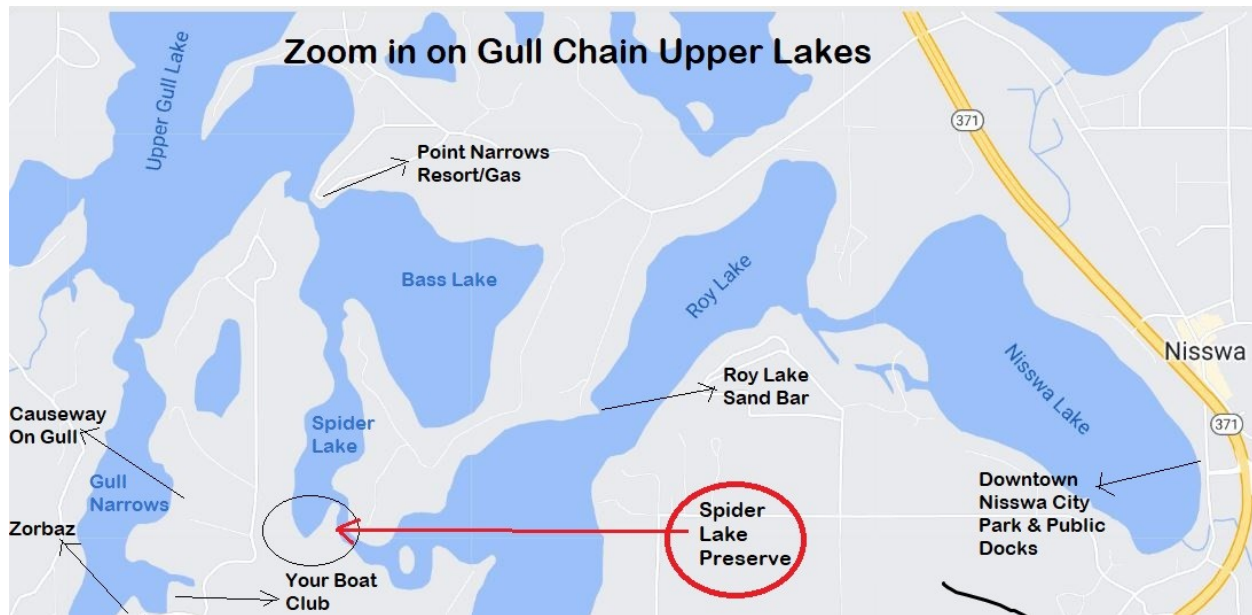 Zoom in on Gull Chain Upper Lakes
Upper Gull Lake
371
371
Point Narrows
Resort/Gas
Bass Lake
Roy Lake
Nisswa
Nisswa Lake
Roy Lake
Sand Bar
Causeway
On Gull
Spider
Lake
371
Gull
Narrows
Downtown
Nisswa City
Park & Public
Docks
Spider
Lake
Preserve
Zorbaz
Your Boat
Club